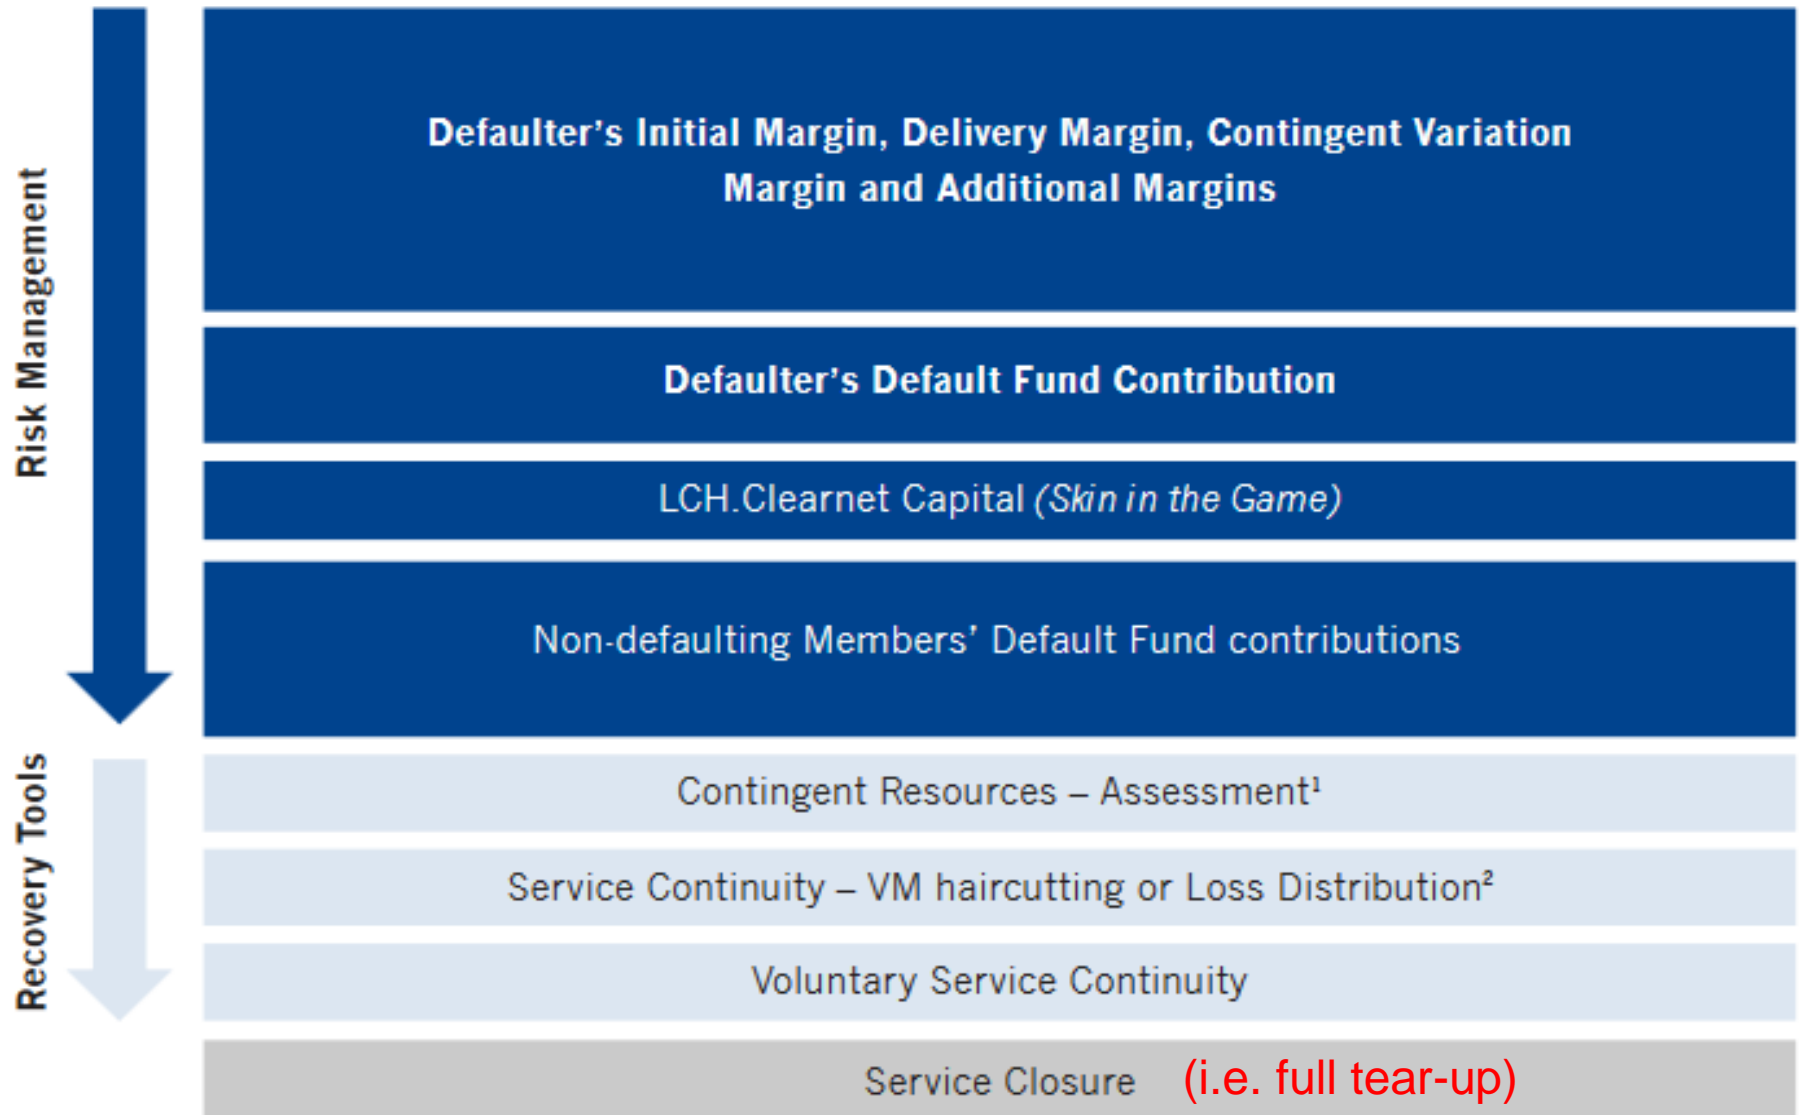 Risk Management
Defaulter's Initial Margin, Delivery Margin, Contingent Variation
Margin and Additional Margins
Defaulter's Default Fund Contribution
LCH.Clearnet Capital (Skin in the Game)
Non-defaulting Members' Default Fund contributions
Recovery Tools
Contingent Resources – Assessment¹
Service Continuity – VM haircutting or Loss Distribution²
Voluntary Service Continuity
Service Closure (i.e. full tear-up)